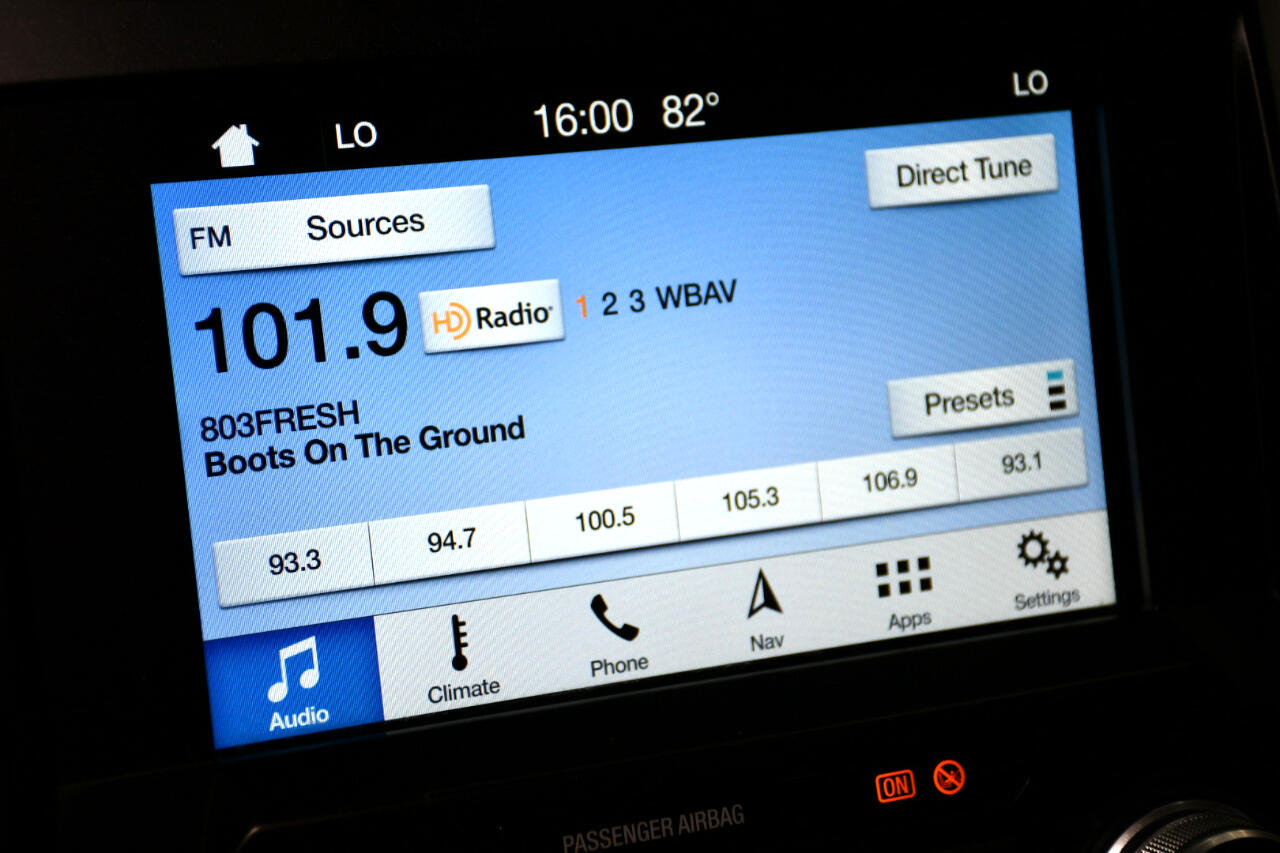 LO 16:00 82° LO
FM Sources
Direct Tune
101.9 HD Radio® 1 2 3 WBAV
803FRESH
Boots On The Ground
Presets
93.3 94.7 100.5 105.3 106.9 93.1
Audio Climate Phone Nav Apps Settings
PASSENGER AIRBAG ON